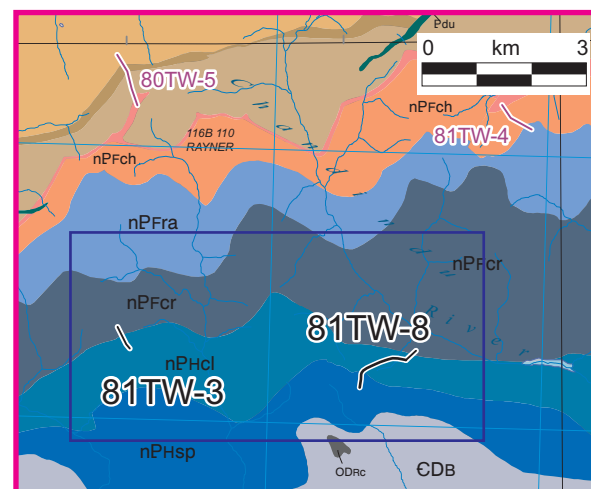 Pdu
0 km 3
80TW-5
nPFch
81TW-4
116B 110
RAYNER
nPFch
nPFra
nPFcr
nPFcr
River
81TW-8
nPHcl
81TW-3
nPHsp
ODRc
ЄDB